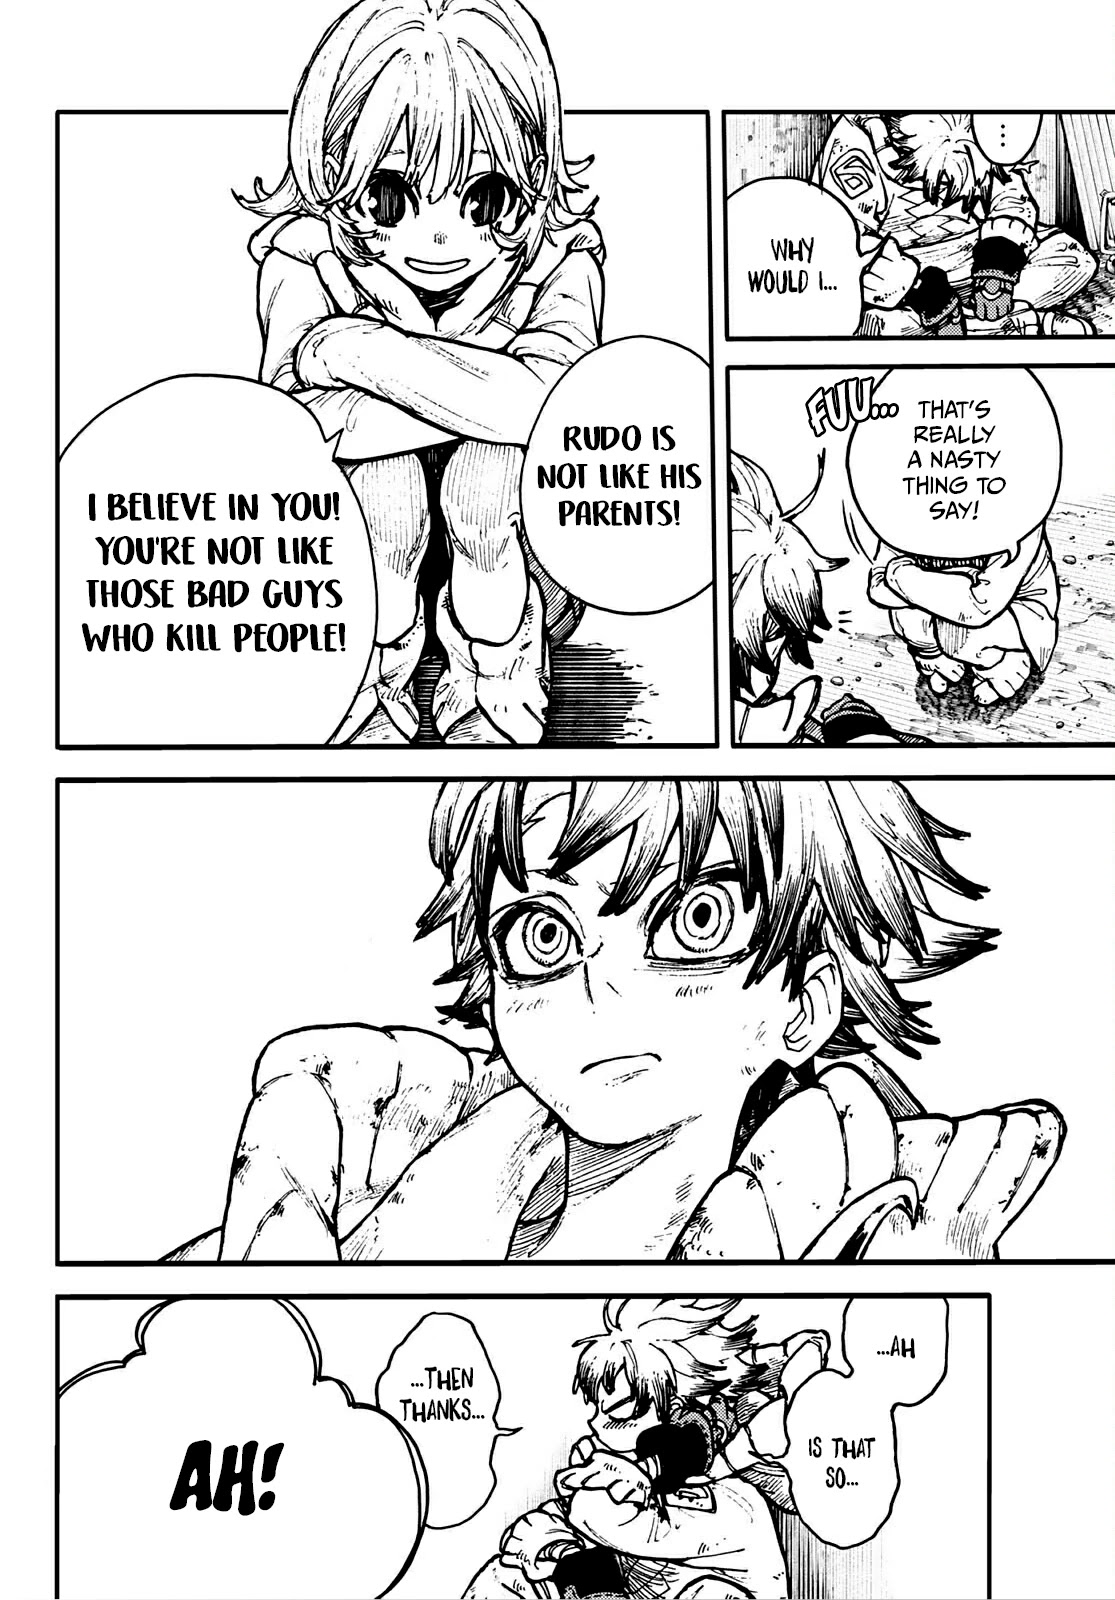 ...
WHY
WOULD I...
FUU...
THAT'S
REALLY
A NASTY
THING TO
SAY!
RUDO IS
NOT LIKE HIS
PARENTS!
I BELIEVE IN YOU!
YOU'RE NOT LIKE
THOSE BAD GUYS
WHO KILL PEOPLE!
...AH
IS THAT
SO...
...THEN
THANKS...
AH!